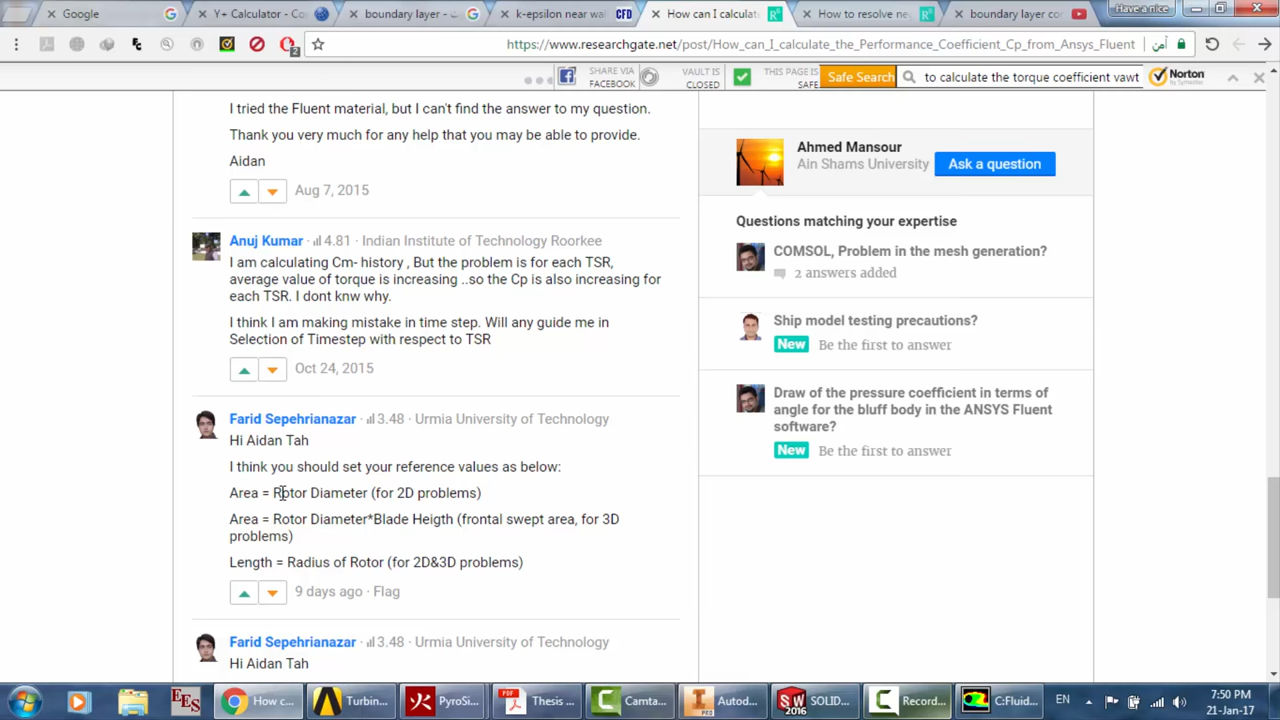 Google
Y+ Calculator - Co
boundary layer -
k-epsilon near wal
CFD
How can I calculat
How to resolve ne
boundary layer co
Have a nice
https://www.researchgate.net/post/How_can_I_calculate_the_Performance_Coefficient_Cp_from_Ansys_Fluent
آمن
2
SHARE VIA
FACEBOOK
VAULT IS
CLOSED
THIS PAGE IS
SAFE
Safe Search
to calculate the torque coefficient vawt
Norton
by Symantec
I tried the Fluent material, but I can't find the answer to my question.
Thank you very much for any help that you may be able to provide.
Aidan
Aug 7, 2015
Anuj Kumar · 4.81 · Indian Institute of Technology Roorkee
I am calculating Cm- history , But the problem is for each TSR,
average value of torque is increasing ..so the Cp is also increasing for
each TSR. I dont knw why.
I think I am making mistake in time step. Will any guide me in
Selection of Timestep with respect to TSR
Oct 24, 2015
Farid Sepehrianazar · 3.48 · Urmia University of Technology
Hi Aidan Tah
I think you should set your reference values as below:
Area = Rotor Diameter (for 2D problems)
Area = Rotor Diameter*Blade Heigth (frontal swept area, for 3D
problems)
Length = Radius of Rotor (for 2D&3D problems)
9 days ago · Flag
Farid Sepehrianazar · 3.48 · Urmia University of Technology
Hi Aidan Tah
Ahmed Mansour
Ain Shams University
Ask a question
Questions matching your expertise
COMSOL, Problem in the mesh generation?
2 answers added
Ship model testing precautions?
New Be the first to answer
Draw of the pressure coefficient in terms of
angle for the bluff body in the ANSYS Fluent
software?
New Be the first to answer
EES
How c...
Turbin...
PyroSi...
Thesis ...
Camta...
Autod...
SOLID...
Record...
C:Fluid...
EN
7:50 PM
21-Jan-17